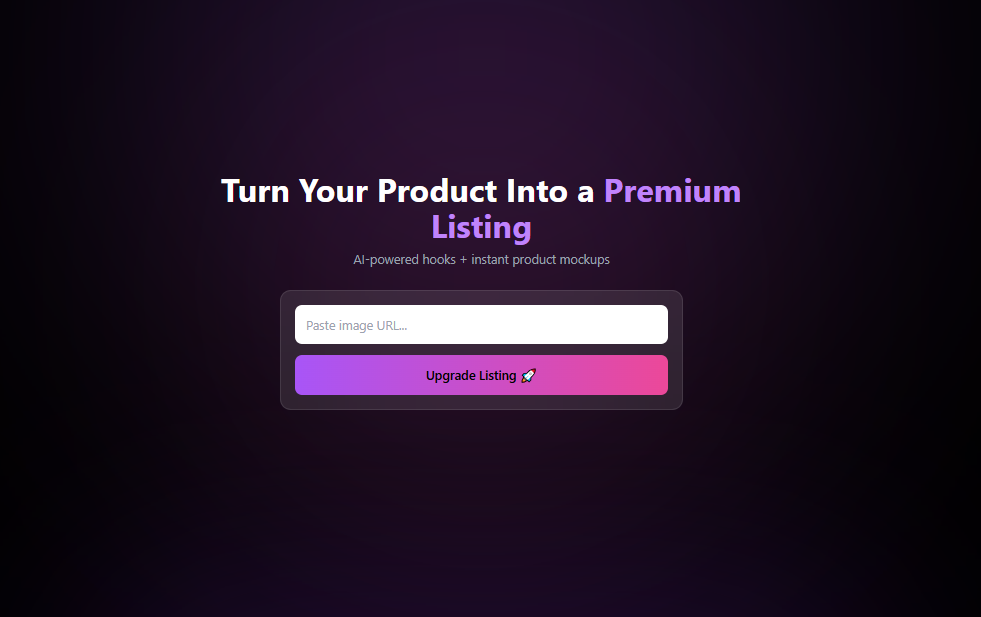 Turn Your Product Into a Premium
Listing
AI-powered hooks + instant product mockups
Paste image URL...
Upgrade Listing 🚀